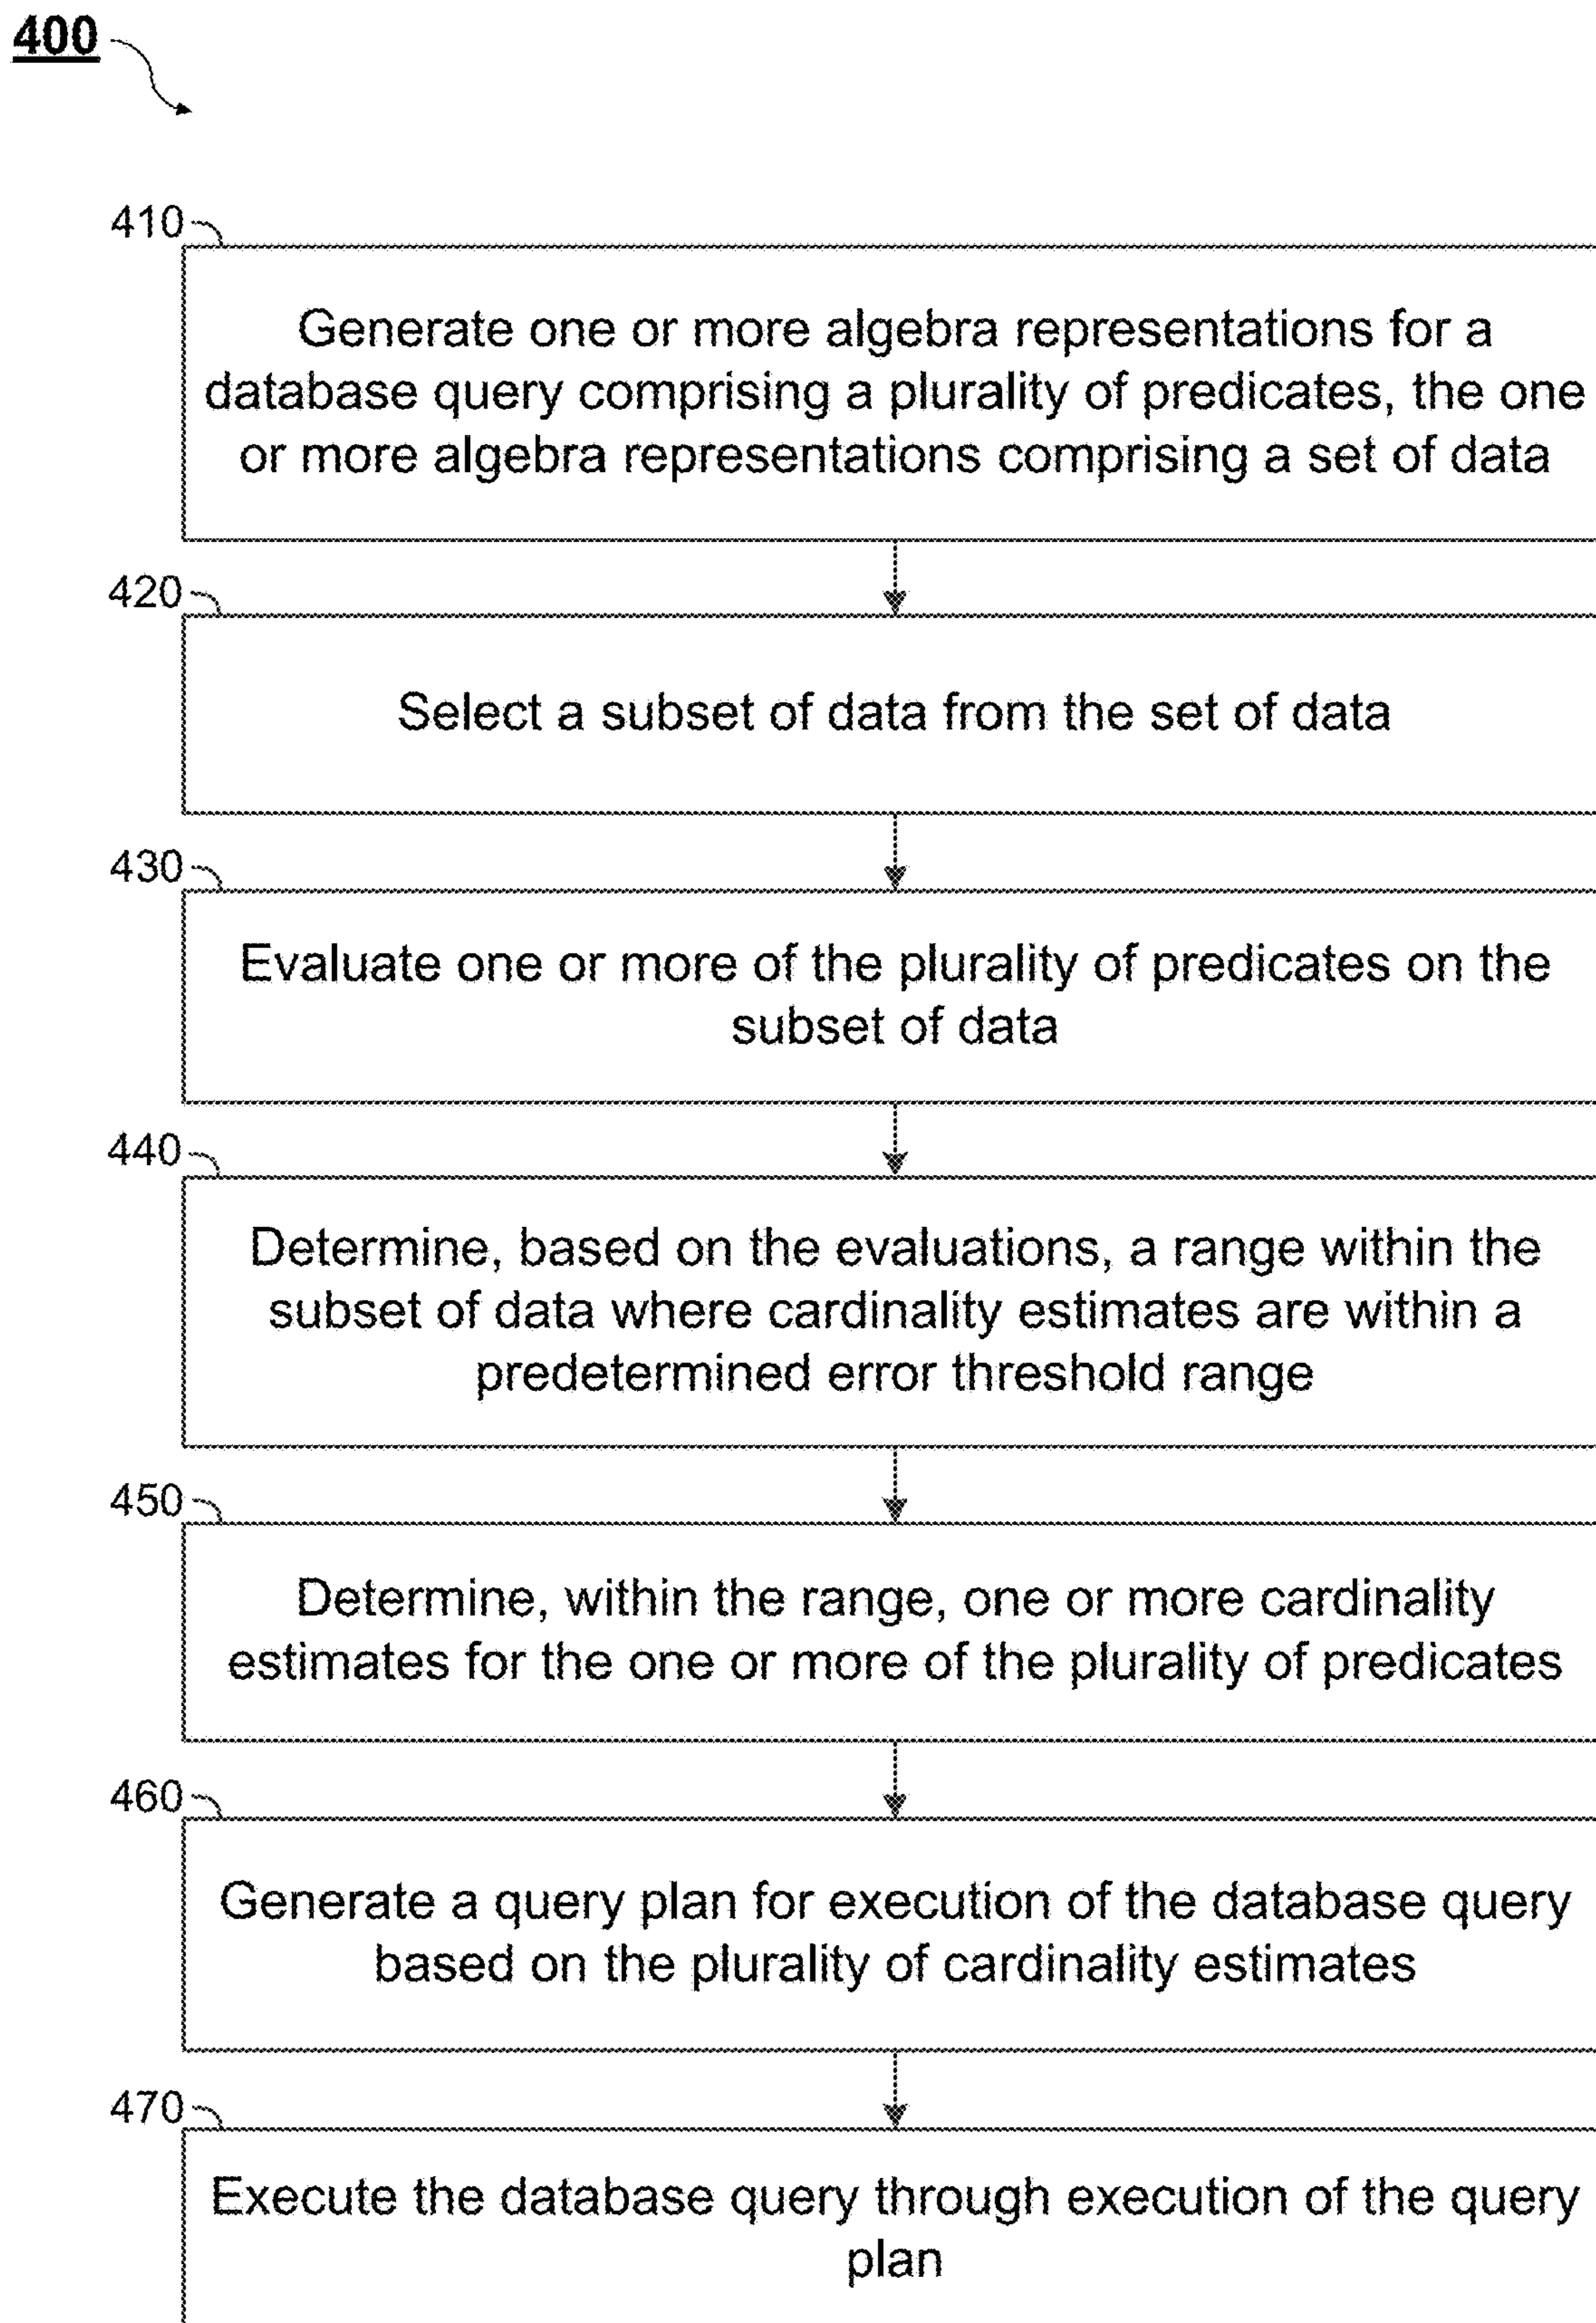 400
410
Generate one or more algebra representations for a
database query comprising a plurality of predicates, the one
or more algebra representations comprising a set of data
420
Select a subset of data from the set of data
430
Evaluate one or more of the plurality of predicates on the
subset of data
440
Determine, based on the evaluations, a range within the
subset of data where cardinality estimates are within a
predetermined error threshold range
450
Determine, within the range, one or more cardinality
estimates for the one or more of the plurality of predicates
460
Generate a query plan for execution of the database query
based on the plurality of cardinality estimates
470
Execute the database query through execution of the query
plan